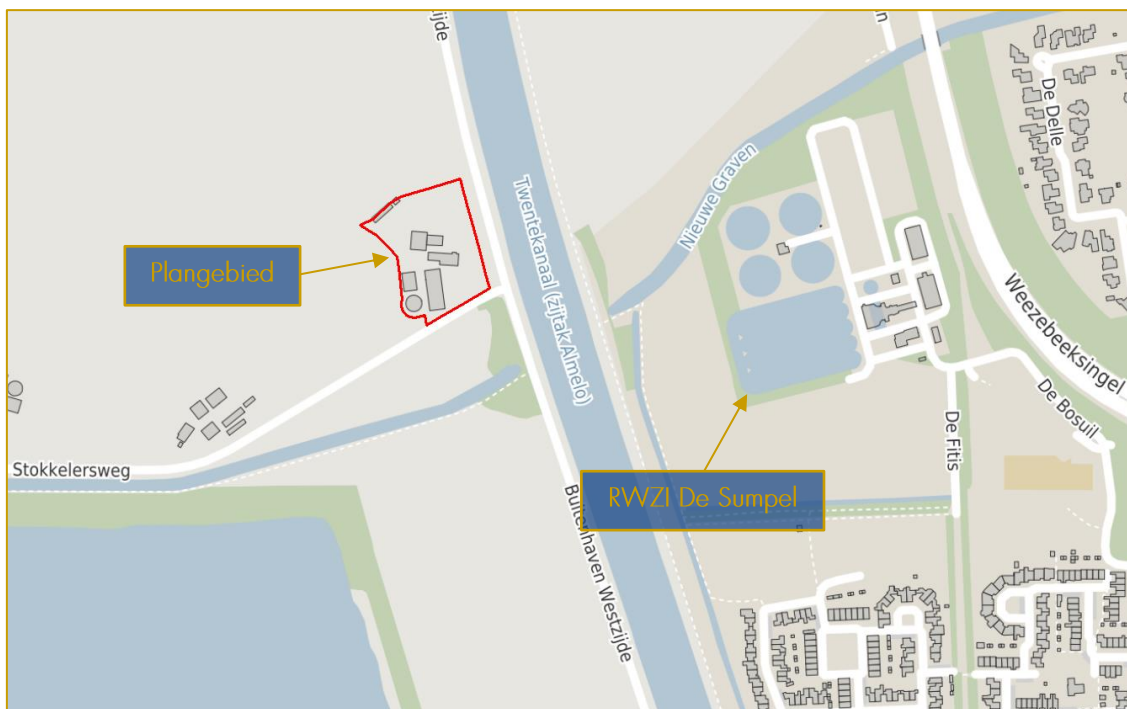 zijde
n
De Delle
Nieuwe Graven
Twentekanaal (zijtak Almelo)
Plangebied
Weezebeeksingel
De Bosuil
De Fitis
Stokkelersweg
RWZI De Sumpel
Buitenhaven Westzijde